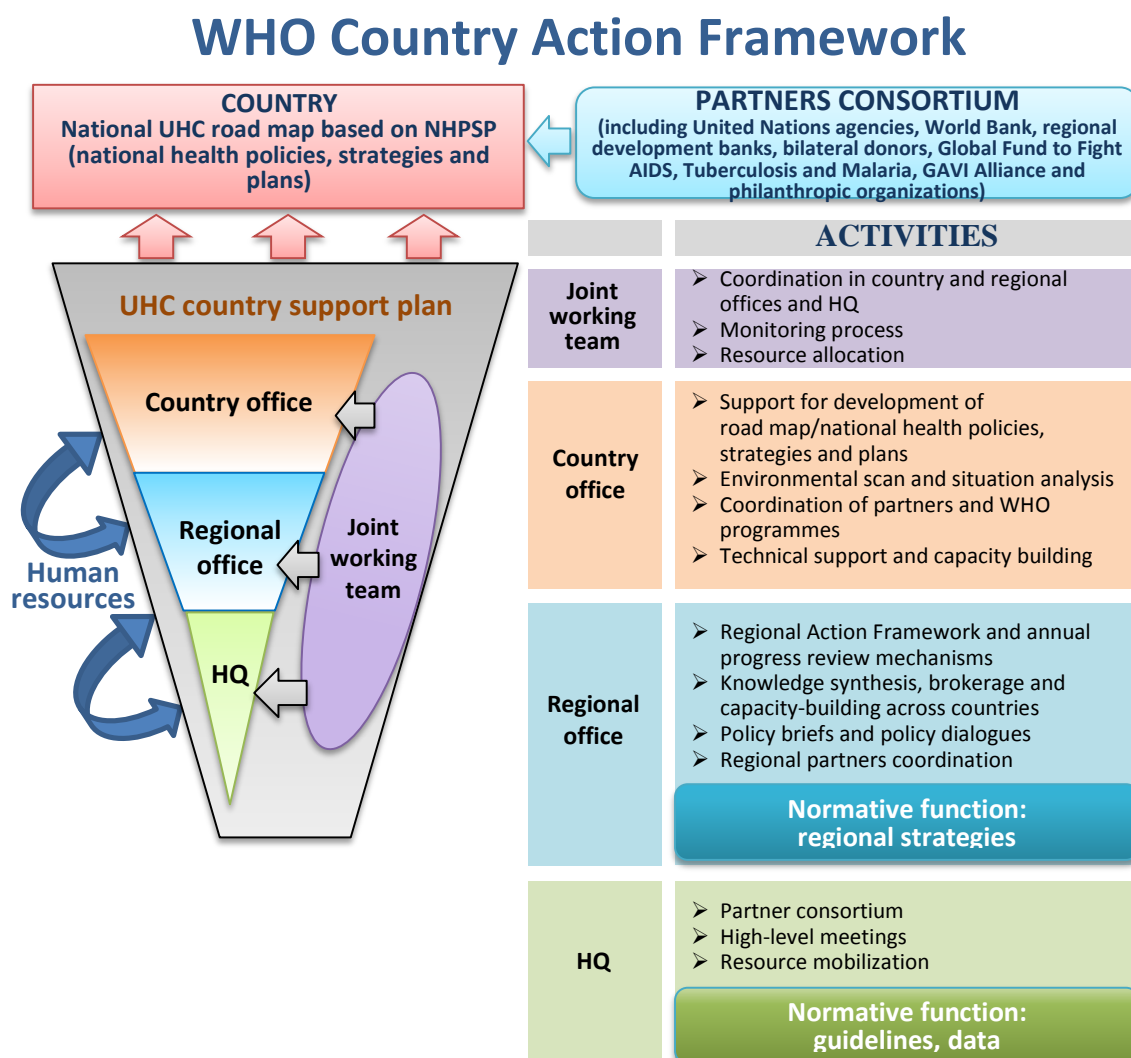 WHO Country Action Framework
COUNTRY
National UHC road map based on NHPSP
(national health policies, strategies and
plans)
PARTNERS CONSORTIUM
(including United Nations agencies, World Bank, regional
development banks, bilateral donors, Global Fund to Fight
AIDS, Tuberculosis and Malaria, GAVI Alliance and
philanthropic organizations)
UHC country support plan
Country office
Regional
office
HQ
Joint
working
team
Human
resources
ACTIVITIES
Joint
working
team
➢ Coordination in country and regional
offices and HQ
➢ Monitoring process
➢ Resource allocation
Country
office
➢ Support for development of
road map/national health policies,
strategies and plans
➢ Environmental scan and situation analysis
➢ Coordination of partners and WHO
programmes
➢ Technical support and capacity building
Regional
office
➢ Regional Action Framework and annual
progress review mechanisms
➢ Knowledge synthesis, brokerage and
capacity-building across countries
➢ Policy briefs and policy dialogues
➢ Regional partners coordination
Normative function:
regional strategies
HQ
➢ Partner consortium
➢ High-level meetings
➢ Resource mobilization
Normative function:
guidelines, data